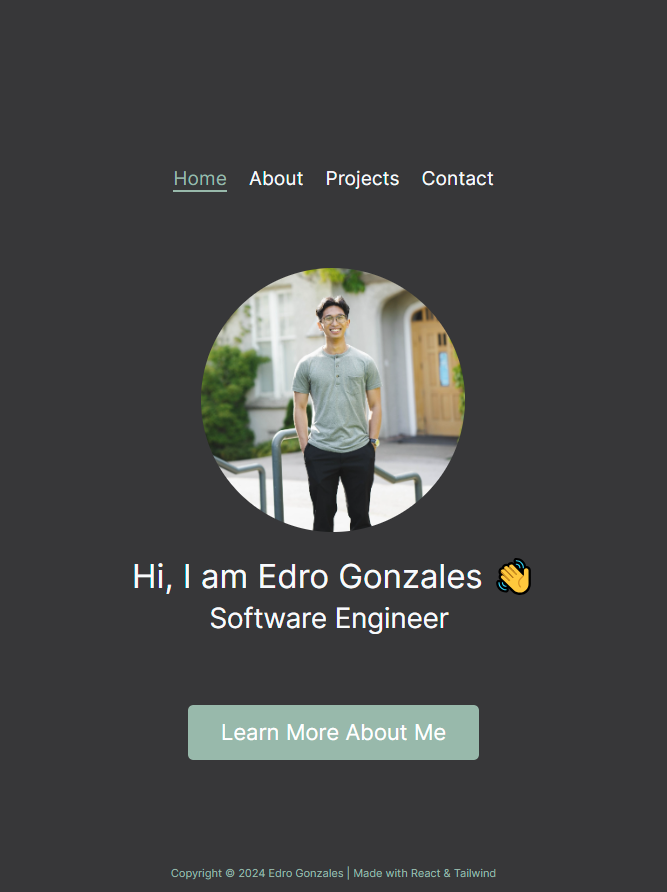 Home About Projects Contact
Hi, I am Edro Gonzales 👋
Software Engineer
Learn More About Me
Copyright © 2024 Edro Gonzales | Made with React & Tailwind